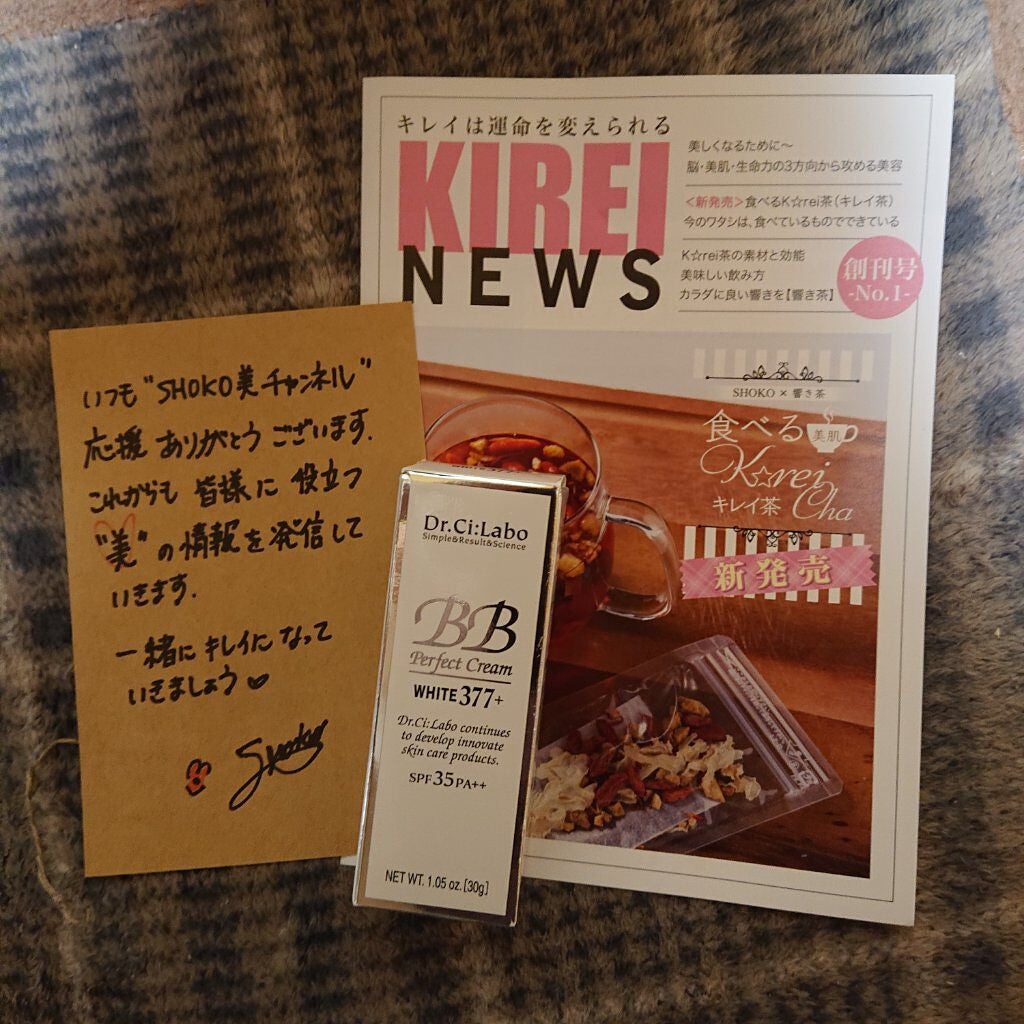 キレイは運命を変えられる
KIREI
NEWS
美しくなるために～
脳・美肌・生命力の3方向から攻める美容
<新発売>食べるK☆rei茶(キレイ茶)
今のワタシは、食べているものでできている
K☆rei茶の素材と効能
美味しい飲み方
カラダに良い響きを【響き茶】
創刊号
-No.1-
SHOKO × 響き茶
食べる
美肌
K☆rei
キレイ茶 Cha
新発売
いつも"SHOKO美チャンネル"
応援 ありがとうございます.
これからも 皆様に 役立つ
"美"の情報を発信して
いきます.
一緒に キレイに なって
いきましょう♥
Shoko
Dr.Ci:Labo
Simple&Result&Science
BB
Perfect Cream
WHITE377+
Dr.Ci:Labo continues
to develop innovate
skin care products.
SPF35PA++
NET WT. 1.05 oz.[30g]